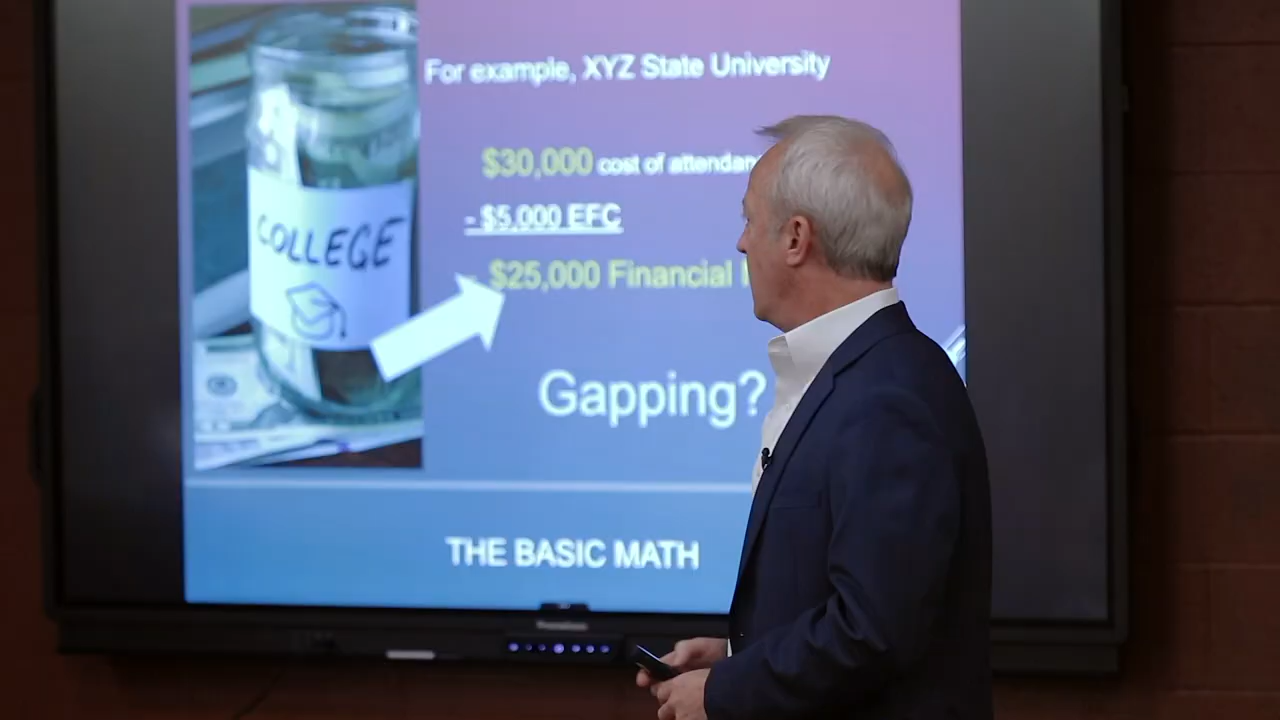 For example, XYZ State University
$30,000 cost of attendan
- $5,000 EFC
$25,000 Financial
COLLEGE
Gapping?
THE BASIC MATH